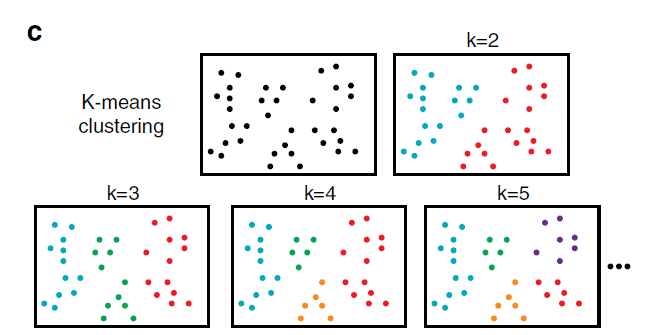 c
k=2
K-means
clustering
k=3 k=4 k=5
•••